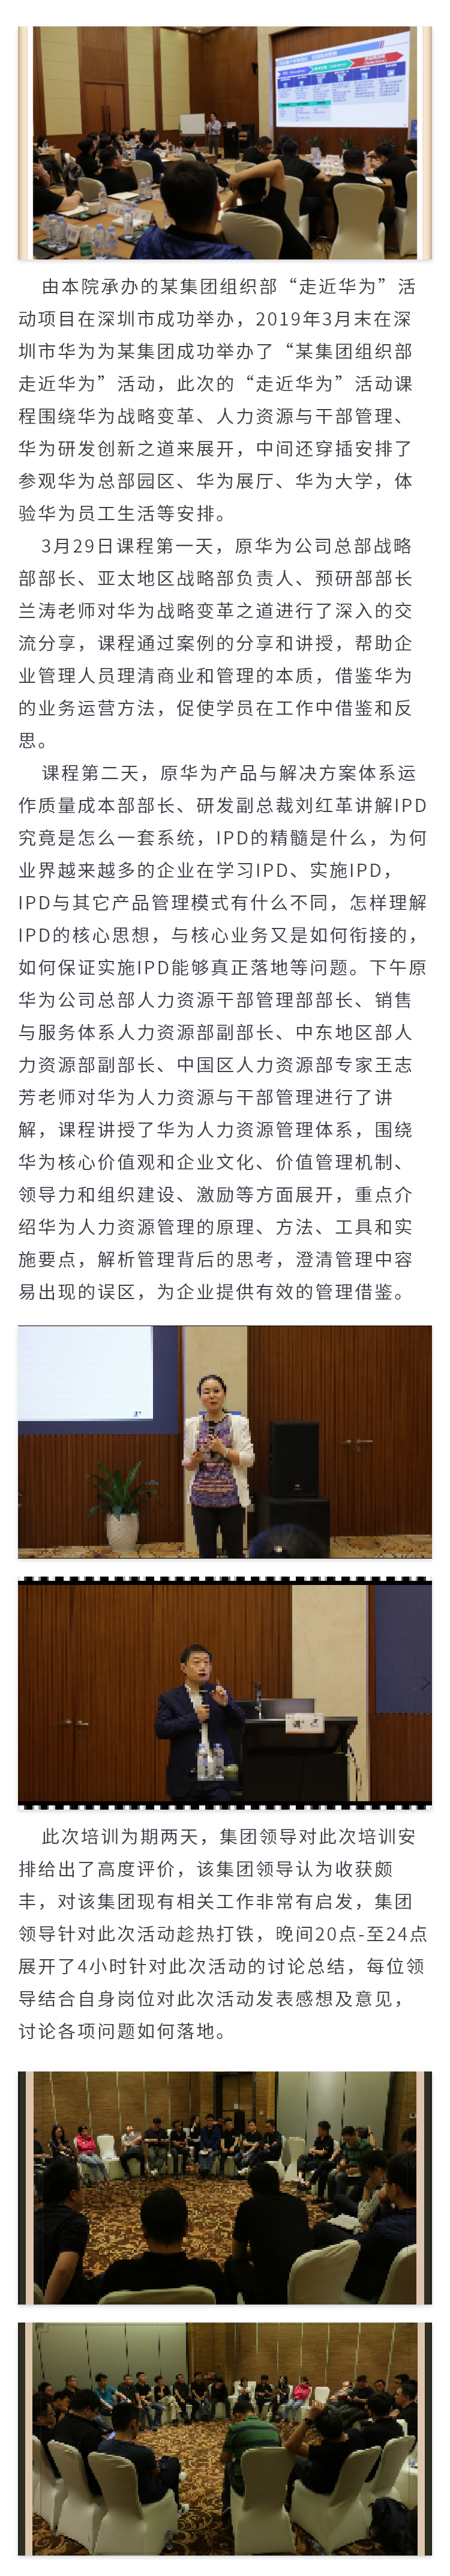 由本院承办的某集团组织部“走近华为”活
动项目在深圳市成功举办，2019年3月末在深
圳市华为为某集团成功举办了“某集团组织部
走近华为”活动，此次的“走近华为”活动课
程围绕华为战略变革、人力资源与干部管理、
华为研发创新之道来展开，中间还穿插安排了
参观华为总部园区、华为展厅、华为大学，体
验华为员工生活等安排。
3月29日课程第一天，原华为公司总部战略
部部长、亚太地区战略部负责人、预研部部长
兰涛老师对华为战略变革之道进行了深入的交
流分享，课程通过案例的分享和讲授，帮助企
业管理人员理清商业和管理的本质，借鉴华为
的业务运营方法，促使学员在工作中借鉴和反
思。
课程第二天，原华为产品与解决方案体系运
作质量成本部部长、研发副总裁刘红革讲解IPD
究竟是怎么一套系统，IPD的精髓是什么，为何
业界越来越多的企业在学习IPD、实施IPD，
IPD与其它产品管理模式有什么不同，怎样理解
IPD的核心思想，与核心业务又是如何衔接的，
如何保证实施IPD能够真正落地等问题。下午原
华为公司总部人力资源干部管理部部长、销售
与服务体系人力资源部副部长、中东地区部人
力资源部副部长、中国区人力资源部专家王志
芳老师对华为人力资源与干部管理进行了讲
解，课程讲授了华为人力资源管理体系，围绕
华为核心价值观和企业文化、价值管理机制、
领导力和组织建设、激励等方面展开，重点介
绍华为人力资源管理的原理、方法、工具和实
施要点，解析管理背后的思考，澄清管理中容
易出现的误区，为企业提供有效的管理借鉴。
此次培训为期两天，集团领导对此次培训安
排给出了高度评价，该集团领导认为收获颇
丰，对该集团现有相关工作非常有启发，集团
领导针对此次活动趁热打铁，晚间20点-至24点
展开了4小时针对此次活动的讨论总结，每位领
导结合自身岗位对此次活动发表感想及意见，
讨论各项问题如何落地。